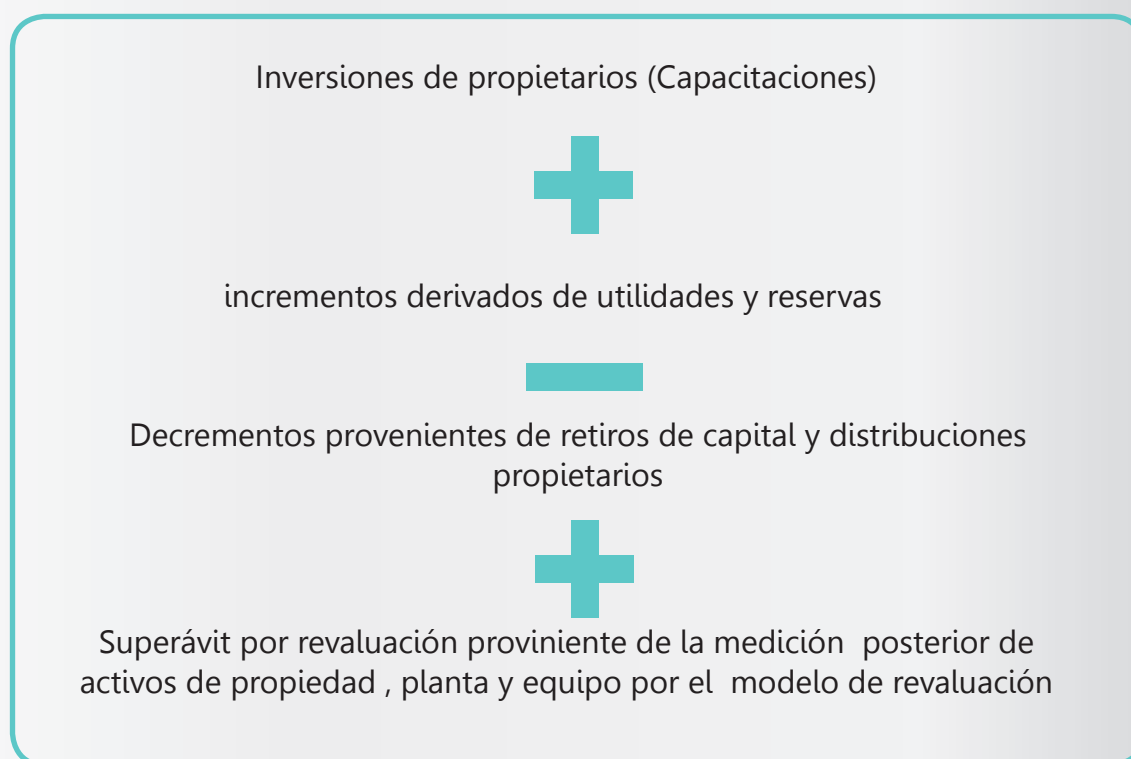 Inversiones de propietarios (Capacitaciones)
incrementos derivados de utilidades y reservas
Decrementos provenientes de retiros de capital y distribuciones
propietarios
Superávit por revaluación proviniente de la medición posterior de
activos de propiedad , planta y equipo por el modelo de revaluación